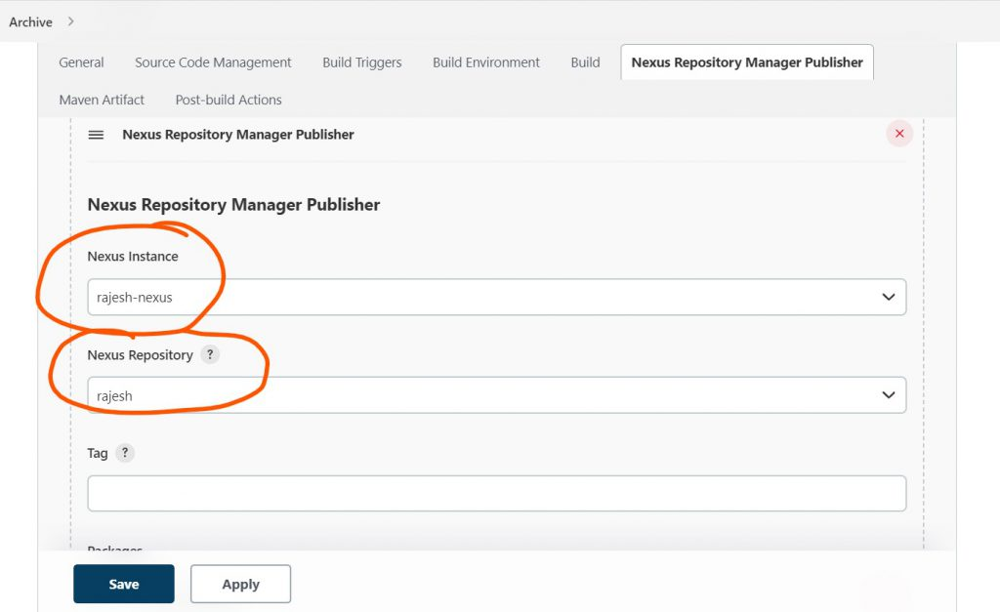 Archive
General Source Code Management Build Triggers Build Environment Build Nexus Repository Manager Publisher
Maven Artifact Post-build Actions
Nexus Repository Manager Publisher
Nexus Repository Manager Publisher
Nexus Instance
rajesh-nexus
Nexus Repository ?
rajesh
Tag ?
Packages
Save Apply